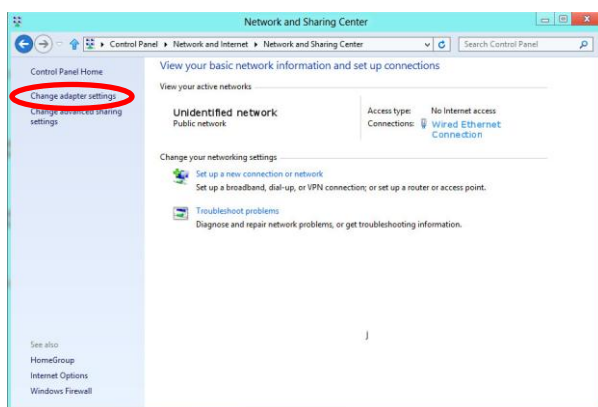 Network and Sharing Center
Control Panel Network and Internet Network and Sharing Center
Search Control Panel
Control Panel Home
Change adapter settings
Change advanced sharing
settings
View your basic network information and set up connections
View your active networks
Unidentified network
Public network
Access type: No Internet access
Connections: Wired Ethernet
Connection
Change your networking settings
Set up a new connection or network
Set up a broadband, dial-up, or VPN connection; or set up a router or access point.
Troubleshoot problems
Diagnose and repair network problems, or get troubleshooting information.
See also
HomeGroup
Internet Options
Windows Firewall